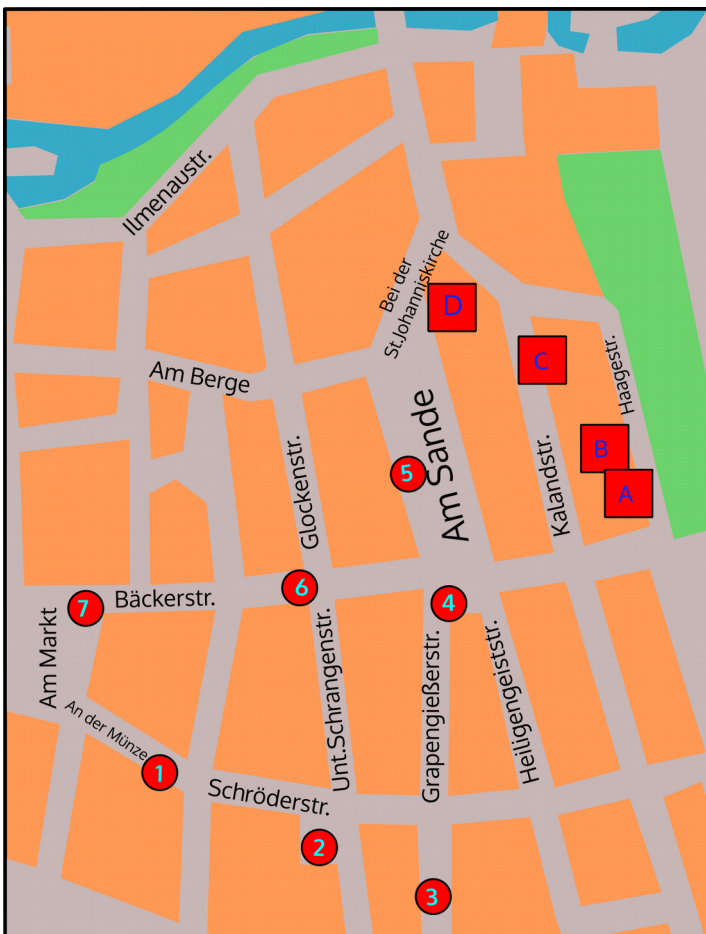 Ilmenaustr.
Bei der
St.Johanniskirche
D
C
Haagestr.
Am Berge
Am Sande
B
A
5
Glockenstr.
Kalandstr.
6
7
Bäckerstr.
4
Am Markt
Unt.Schrangenstr.
Grapengießerstr.
Heiligengeiststr.
An der Münze
1
Schröderstr.
2
3